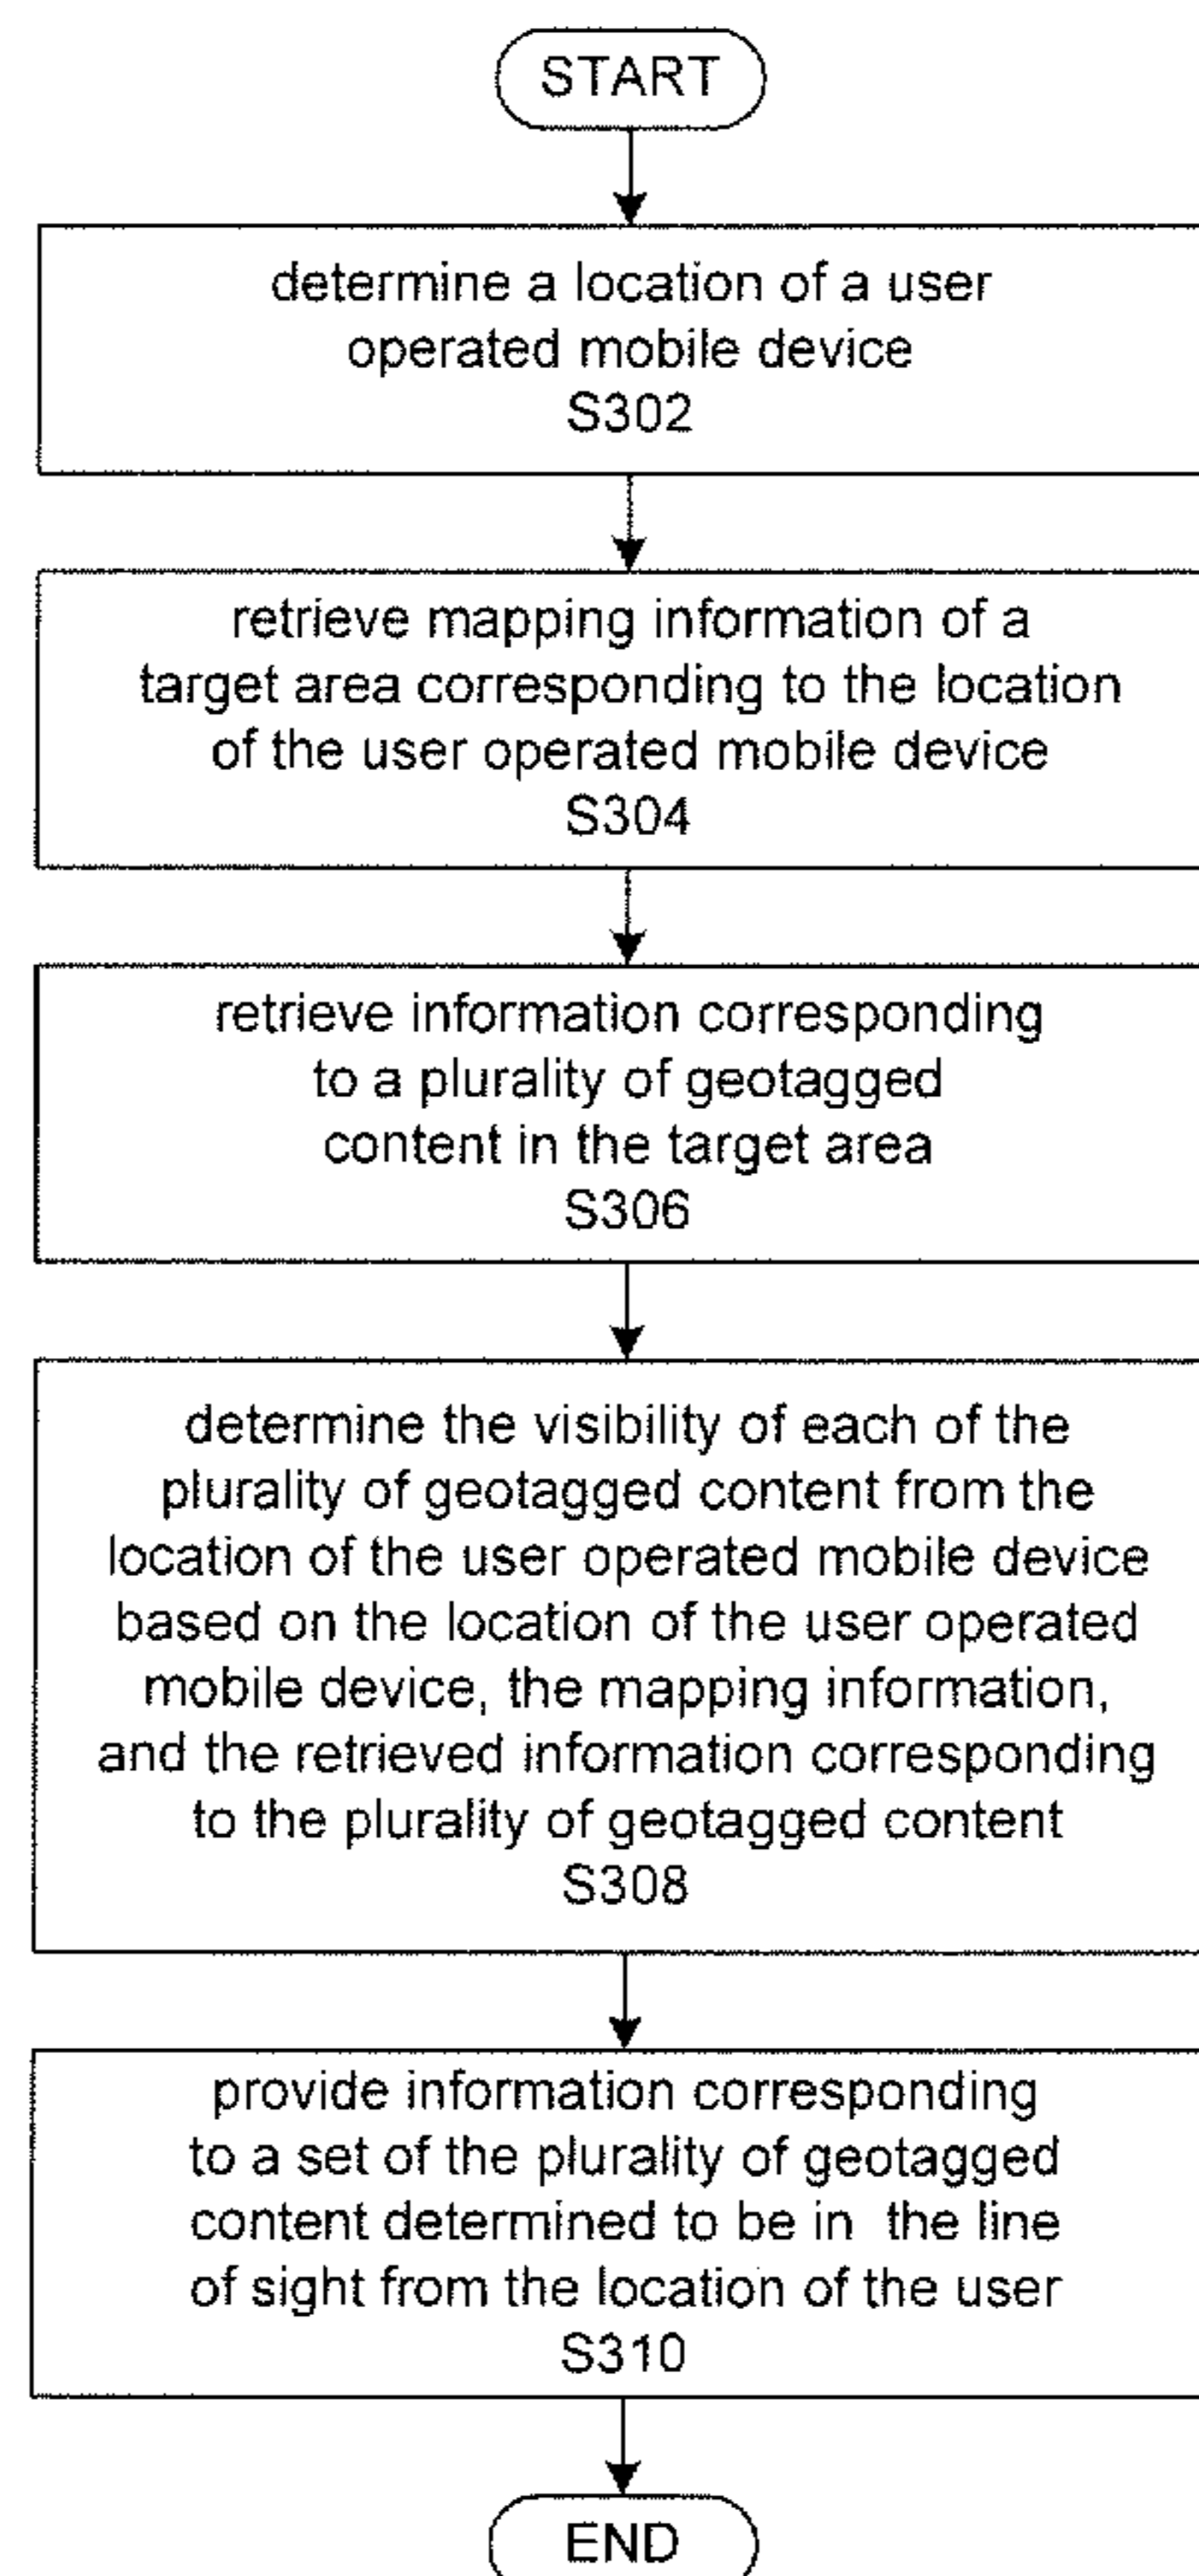 START
determine a location of a user
operated mobile device
S302
retrieve mapping information of a
target area corresponding to the location
of the user operated mobile device
S304
retrieve information corresponding
to a plurality of geotagged
content in the target area
S306
determine the visibility of each of the
plurality of geotagged content from the
location of the user operated mobile device
based on the location of the user operated
mobile device, the mapping information,
and the retrieved information corresponding
to the plurality of geotagged content
S308
provide information corresponding
to a set of the plurality of geotagged
content determined to be in the line
of sight from the location of the user
S310
END